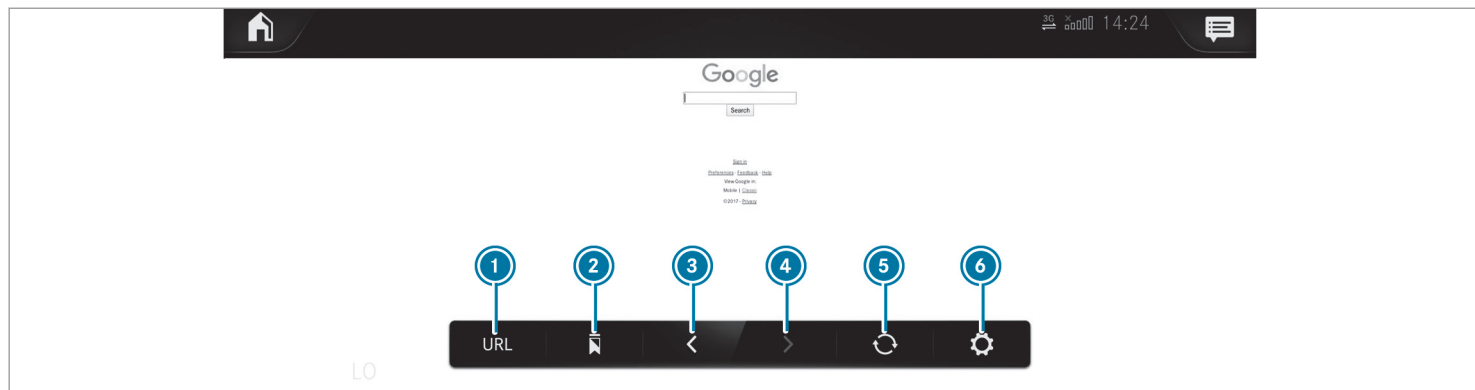 3G 14:24
Google
Search
Sign in
Preferences - Feedback - Help
View Google in:
Mobile | Classic
©2017 - Privacy
1 2 3 4 5 6
URL
LO